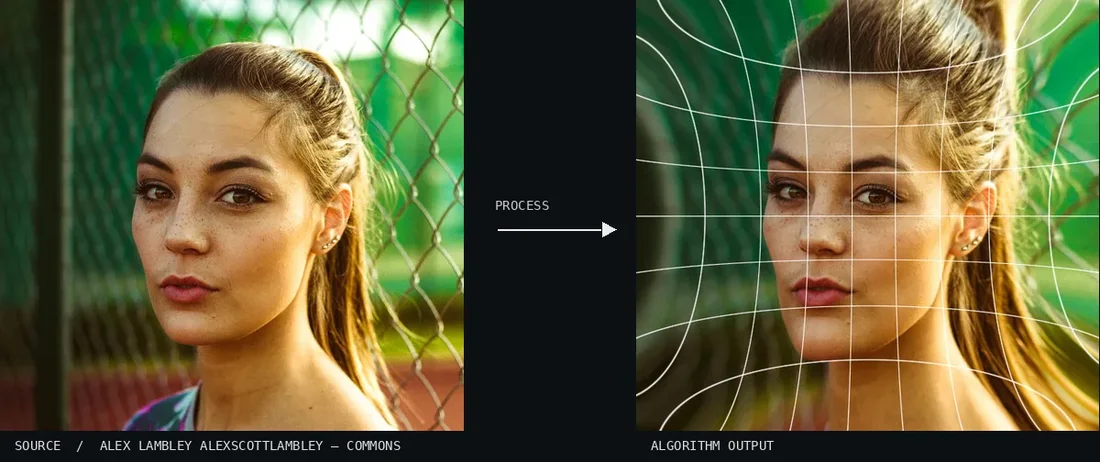 PROCESS
SOURCE / ALEX LAMBLEY ALEXSCOTTLAMBLEY — COMMONS
ALGORITHM OUTPUT